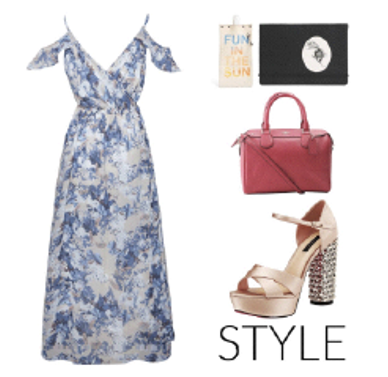 FUN
IN
THE
SUN
STYLE